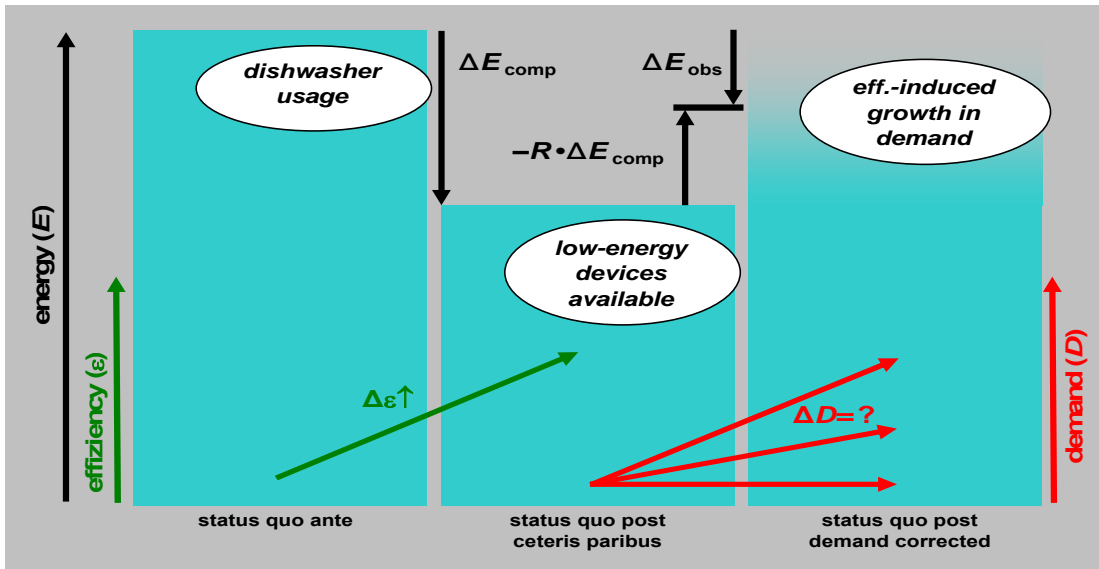 energy (E)
effiziency (ε)
dishwasher
usage
ΔE comp
ΔE obs
–R•ΔE comp
eff.-induced
growth in
demand
low-energy
devices
available
Δε↑
ΔD=?
demand (D)
status quo ante
status quo post
ceteris paribus
status quo post
demand corrected